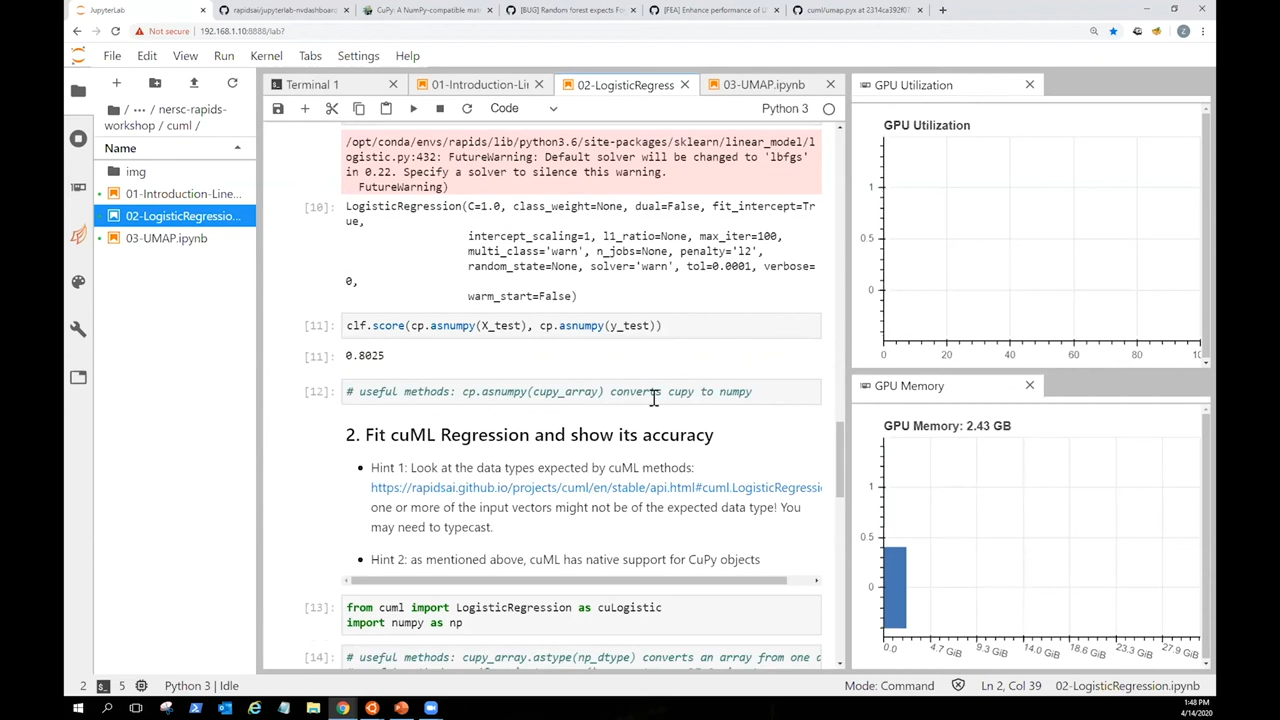 JupyterLab
rapidsai/jupyterlab-nvdashboard
CuPy: A NumPy-compatible mat
[BUG] Random forest expects Fo
[FEA] Enhance performance of U
cuml/umap.pyx at 2314ca392f07
Not secure 192.168.1.10:8888/lab?
File Edit View Run Kernel Tabs Settings Help
Terminal 1
01-Introduction-Lin
02-LogisticRegress
03-UMAP.ipynb
GPU Utilization
Code
Python 3
/ ··· / nersc-rapids-
workshop / cuml /
Name
img
01-Introduction-Line...
02-LogisticRegressio...
03-UMAP.ipynb
/opt/conda/envs/rapids/lib/python3.6/site-packages/sklearn/linear_model/l
ogistic.py:432: FutureWarning: Default solver will be changed to 'lbfgs'
in 0.22. Specify a solver to silence this warning.
FutureWarning)
[10]: LogisticRegression(C=1.0, class_weight=None, dual=False, fit_intercept=Tr
ue,
intercept_scaling=1, l1_ratio=None, max_iter=100,
multi_class='warn', n_jobs=None, penalty='l2',
random_state=None, solver='warn', tol=0.0001, verbose=
0,
warm_start=False)
[11]: clf.score(cp.asnumpy(X_test), cp.asnumpy(y_test))
[11]: 0.8025
[12]: # useful methods: cp.asnumpy(cupy_array) converts cupy to numpy
2. Fit cuML Regression and show its accuracy
• Hint 1: Look at the data types expected by cuML methods:
https://rapidsai.github.io/projects/cuml/en/stable/api.html#cuml.LogisticRegressi
one or more of the input vectors might not be of the expected data type! You
may need to typecast.
• Hint 2: as mentioned above, cuML has native support for CuPy objects
[13]: from cuml import LogisticRegression as cuLogistic
import numpy as np
[14]: # useful methods: cupy_array.astype(np_dtype) converts an array from one d
GPU Utilization
1
0.5
0
0 20 40 60 80 10
GPU Memory
GPU Memory: 2.43 GB
1
0.5
0
0.0 4.7 GiB 9.3 GiB 14.0 GiB 18.6 GiB 23.3 GiB 27.9 GiB
2 5 Python 3 | Idle
Mode: Command Ln 2, Col 39 02-LogisticRegression.ipynb
1:48 PM
4/14/2020